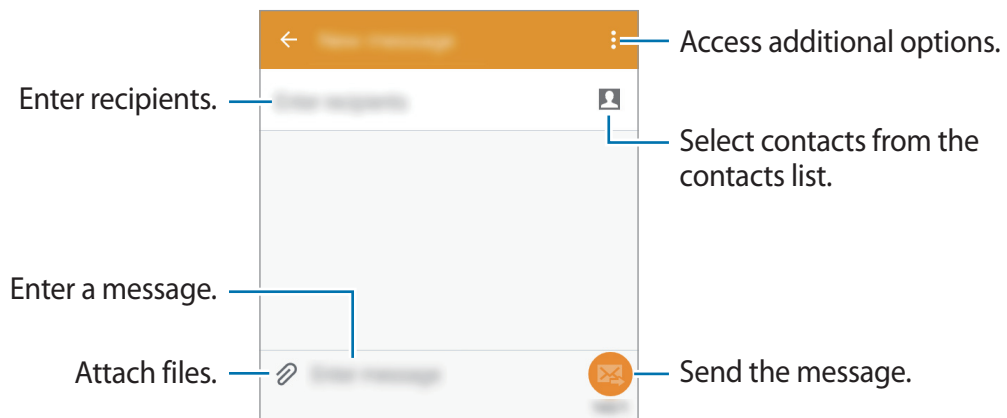 Access additional options.
Enter recipients.
Select contacts from the
contacts list.
Enter a message.
Attach files.
Send the message.